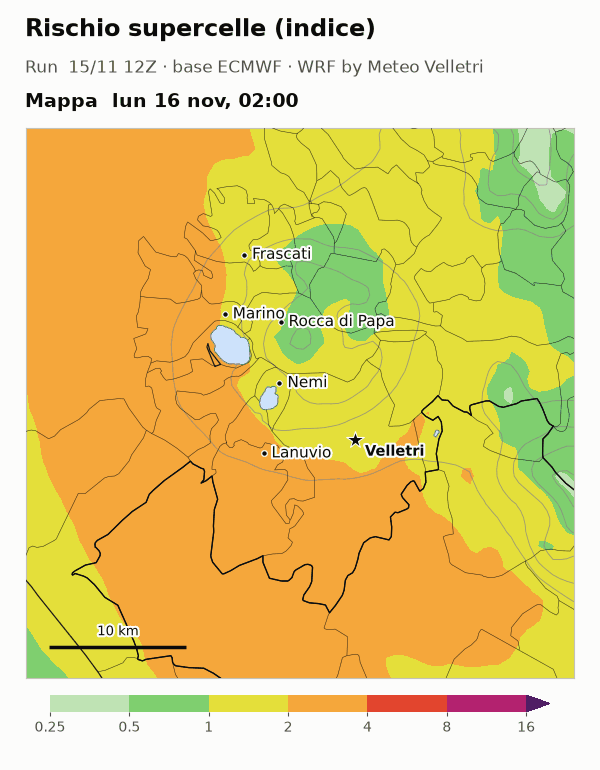 Rischio supercelle (indice)
Run  15/11 12Z · base ECMWF · WRF by Meteo Velletri
Mappa  lun 16 nov, 02:00
Frascati
Marino
Rocca di Papa
Nemi
Velletri
Lanuvio
10 km
0.25 0.5 1 2 4 8 16